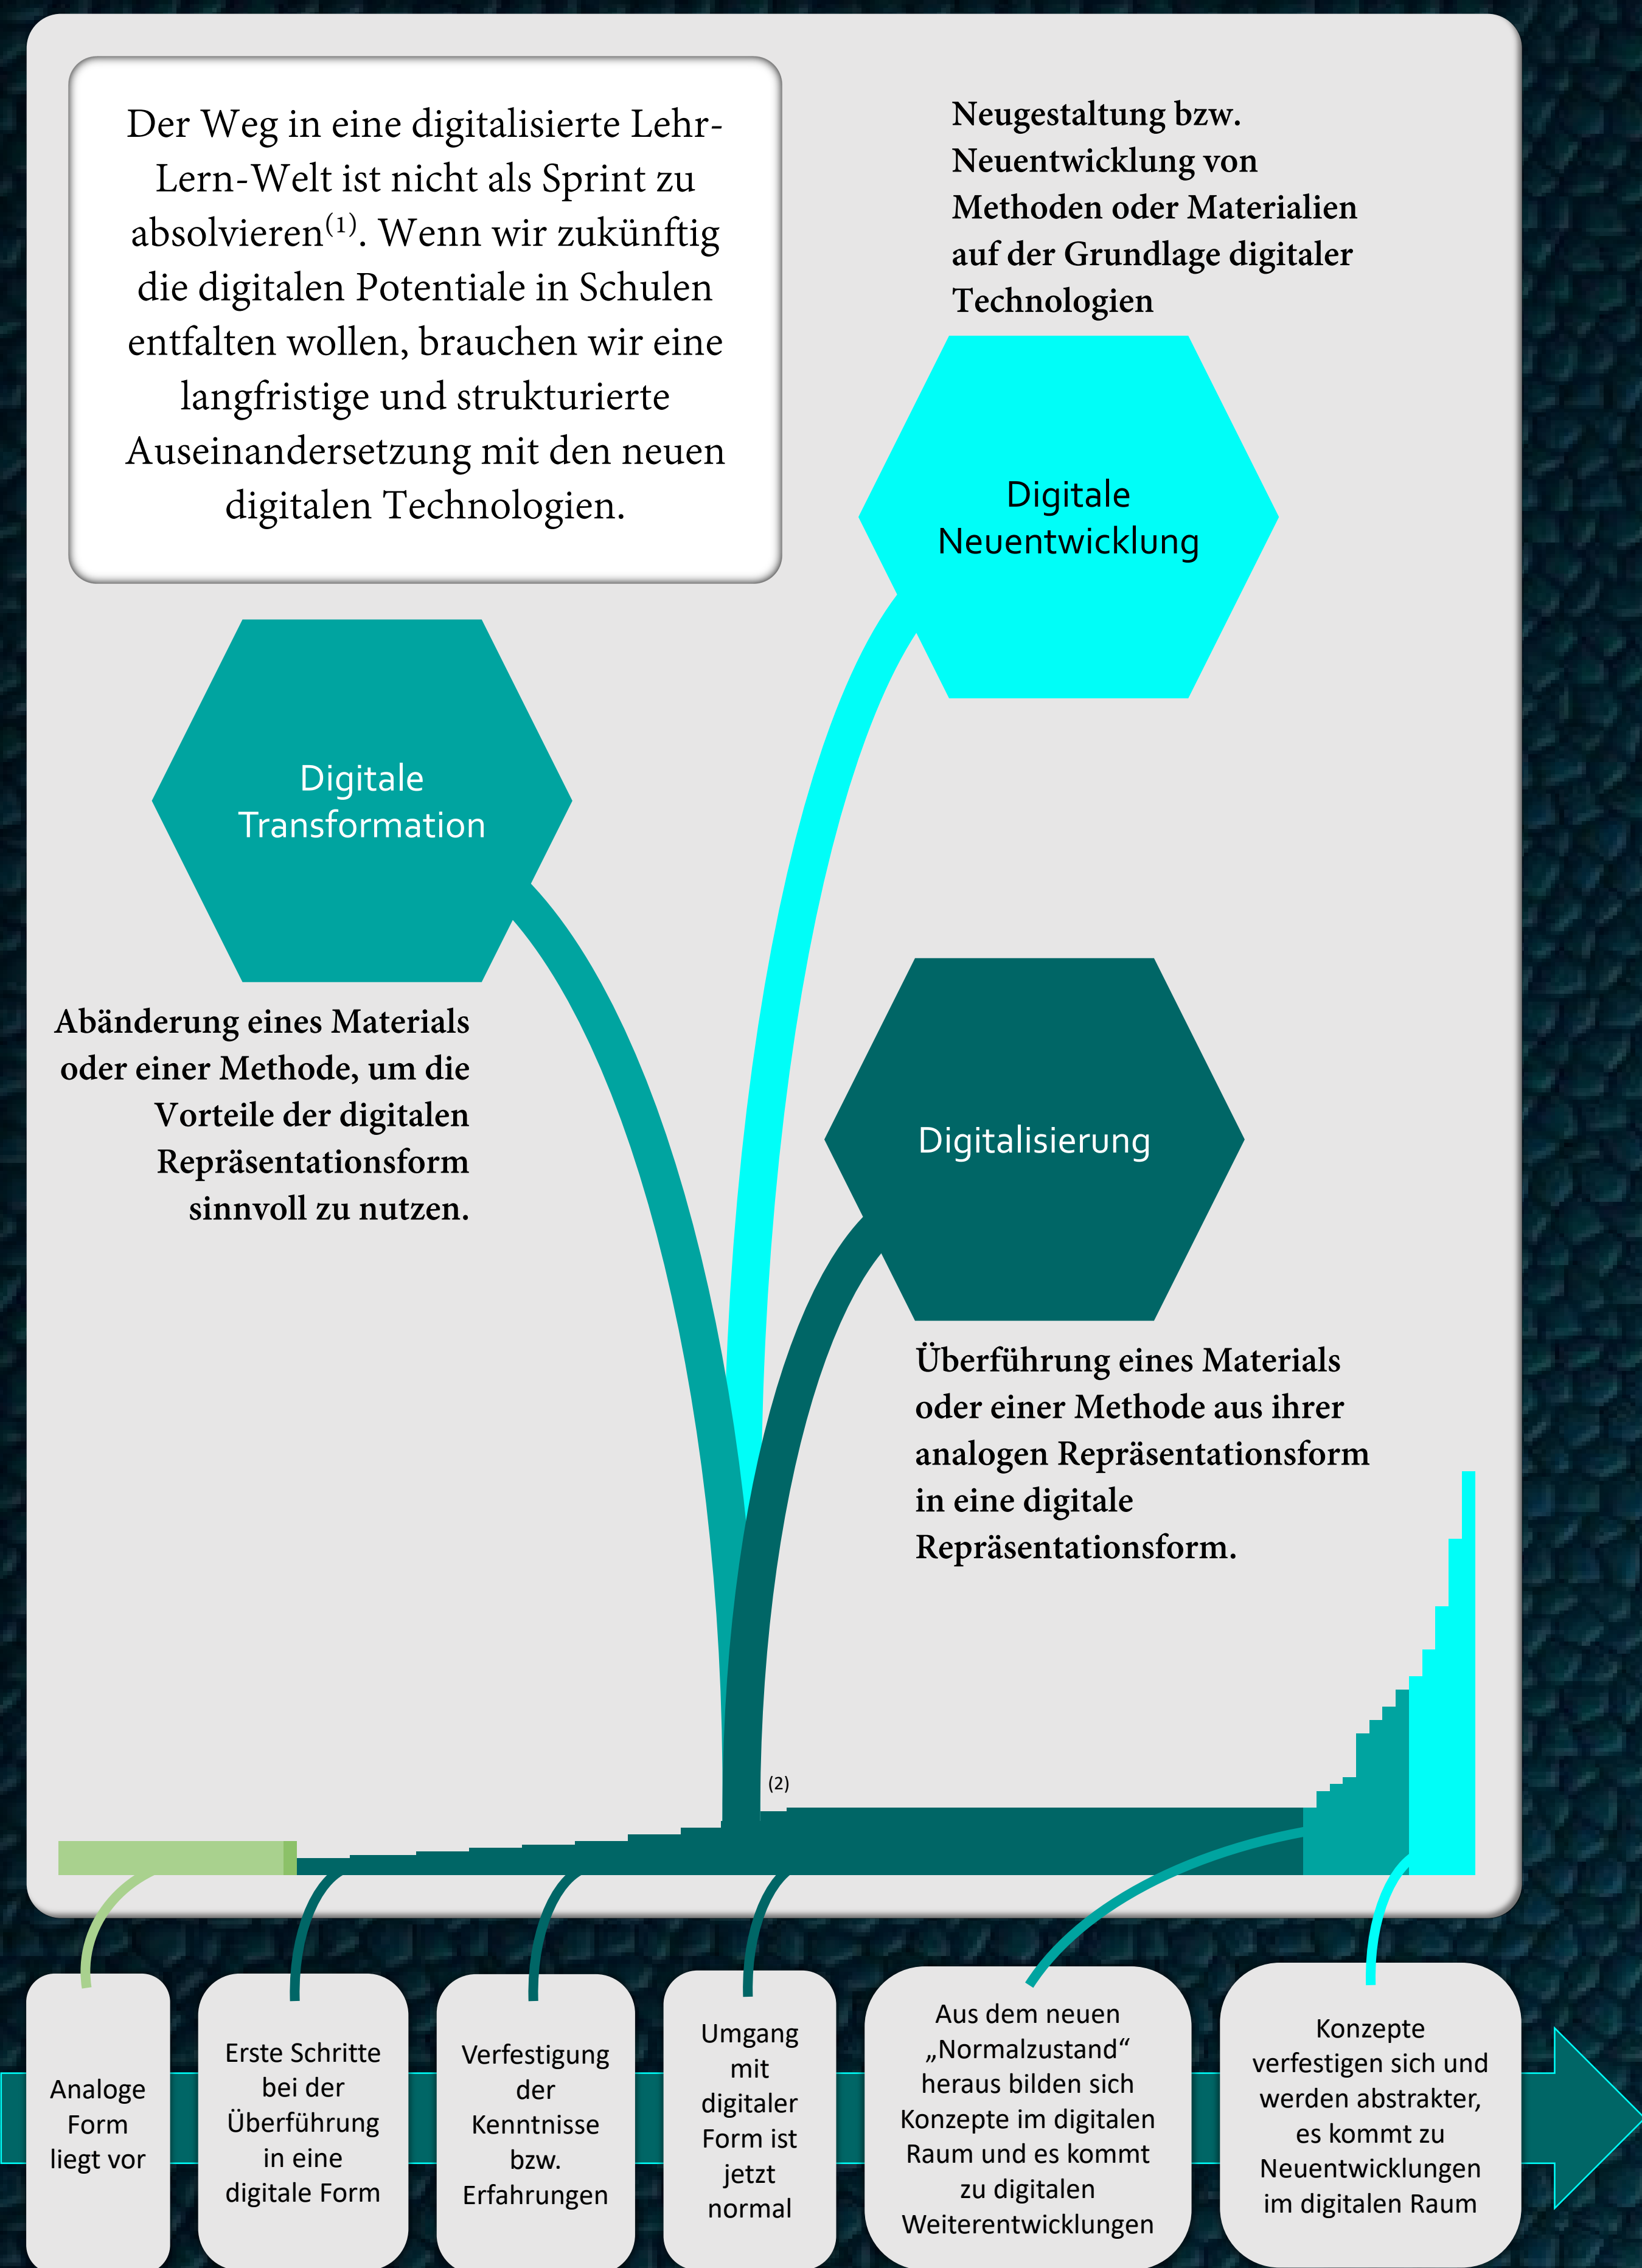 Der Weg in eine digitalisierte Lehr-
Lern-Welt ist nicht als Sprint zu
absolvieren(1). Wenn wir zukünftig
die digitalen Potentiale in Schulen
entfalten wollen, brauchen wir eine
langfristige und strukturierte
Auseinandersetzung mit den neuen
digitalen Technologien.
Neugestaltung bzw.
Neuentwicklung von
Methoden oder Materialien
auf der Grundlage digitaler
Technologien
Digitale
Neuentwicklung
Digitale
Transformation
Abänderung eines Materials
oder einer Methode, um die
Vorteile der digitalen
Repräsentationsform
sinnvoll zu nutzen.
Digitalisierung
Überführung eines Materials
oder einer Methode aus ihrer
analogen Repräsentationsform
in eine digitale
Repräsentationsform.
(2)
Analoge
Form
liegt vor
Erste Schritte
bei der
Überführung
in eine
digitale Form
Verfestigung
der
Kenntnisse
bzw.
Erfahrungen
Umgang
mit
digitaler
Form ist
jetzt
normal
Aus dem neuen
„Normalzustand“
heraus bilden sich
Konzepte im digitalen
Raum und es kommt
zu digitalen
Weiterentwicklungen
Konzepte
verfestigen sich und
werden abstrakter,
es kommt zu
Neuentwicklungen
im digitalen Raum